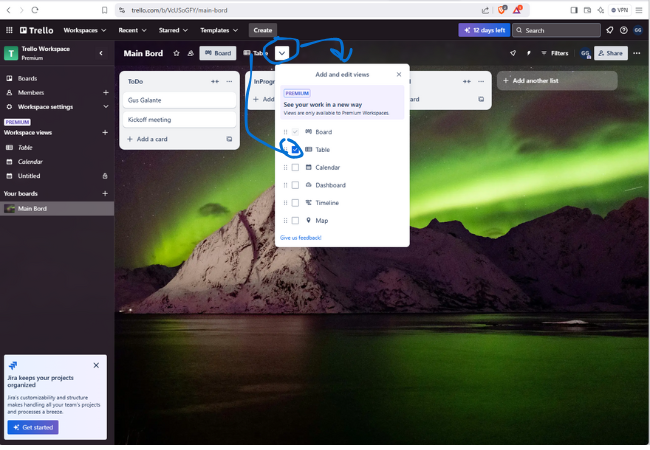 trello.com/b/VcUSoGFY/main-bord
VPN
Trello
Workspaces
Recent
Starred
Templates
Create
12 days left
Search
GG
Trello Workspace
Premium
Main Bord
Board
Table
Filters
GG
Share
Boards
Members
Workspace settings
PREMIUM
Workspace views
Table
Calendar
Untitled
Your boards
Main Bord
ToDo
Gus Galante
Kickoff meeting
+ Add a card
InProgr
+ Add
ard
+ Add another list
Add and edit views
PREMIUM
See your work in a new way
Views are only available to Premium Workspaces.
Board
Table
Calendar
Dashboard
Timeline
Map
Give us feedback!
Jira keeps your projects
organized
Jira's customizability and structure
makes handling all your team's projects
and processes a breeze.
Get started